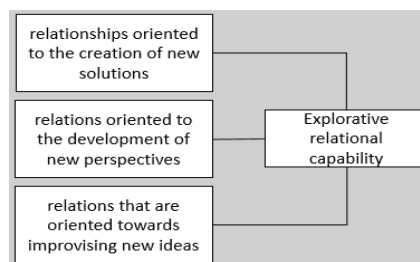 relationships oriented
to the creation of new
solutions
relations oriented to
the development of
new perspectives
Explorative
relational
capability
relations that are
oriented towards
improvising new ideas